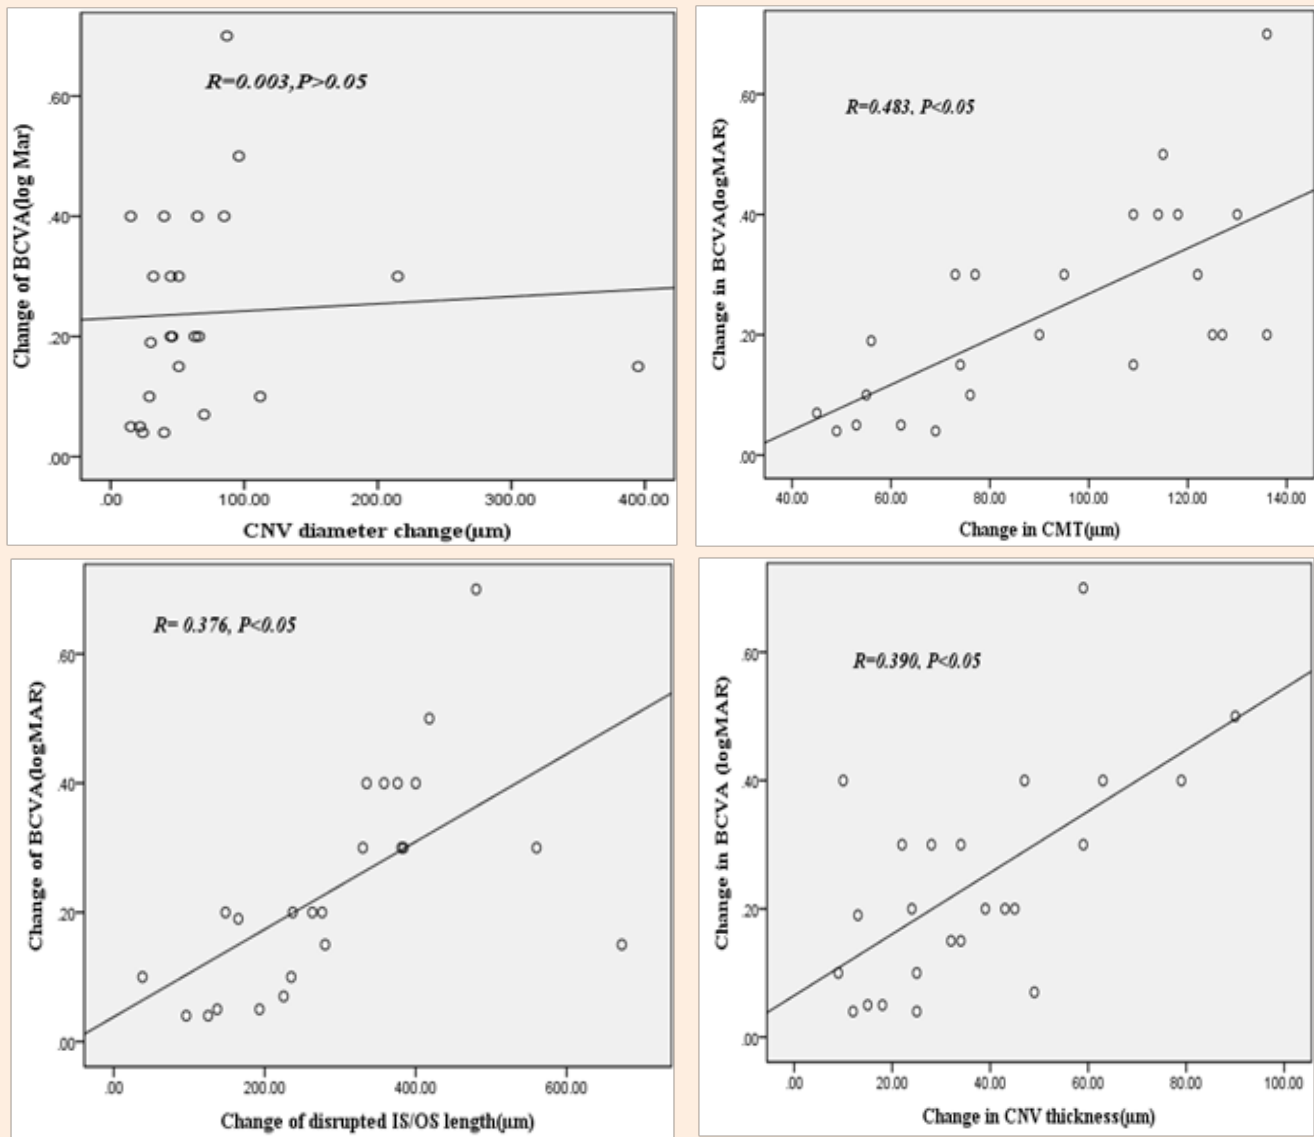 R=0.003,P>0.05
Change of BCVA(log Mar)
.60
.40
.20
.00
.00 100.00 200.00 300.00 400.00
CNV diameter change(µm)
R=0.483, P<0.05
Change in BCVA(logMAR)
.60
.40
.20
.00
40.00 60.00 80.00 100.00 120.00 140.00
Change in CMT(µm)
R= 0.376, P<0.05
Change of BCVA(logMAR)
.60
.40
.20
.00
.00 200.00 400.00 600.00
Change of disrupted IS/OS length(µm)
R=0.390, P<0.05
Change in BCVA (logMAR)
.60
.40
.20
.00
.00 20.00 40.00 60.00 80.00 100.00
Change in CNV thickness(µm)